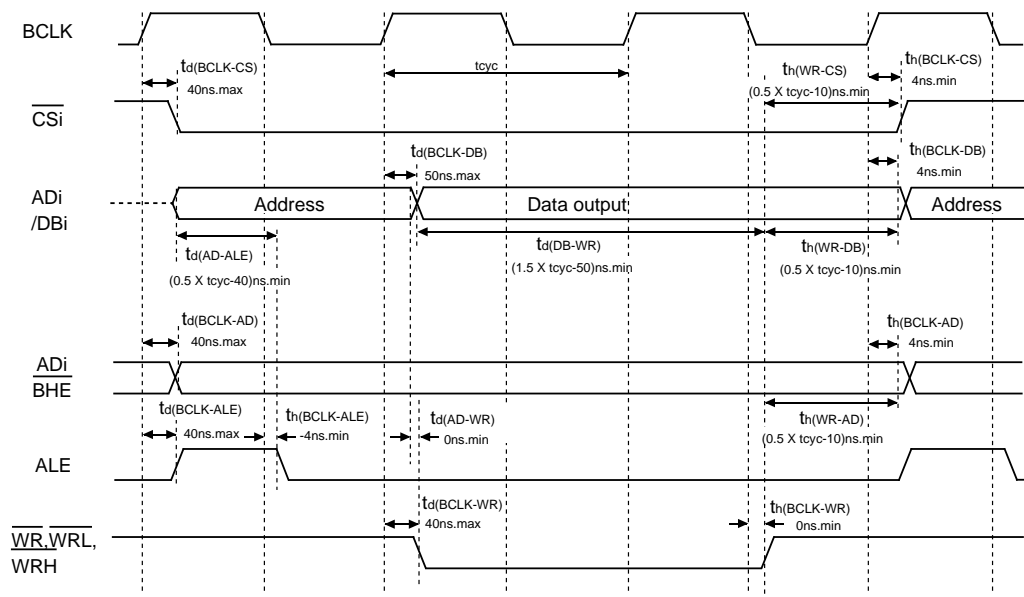 BCLK
td(BCLK-CS)
40ns.max
tcyc
th(WR-CS)
(0.5 X tcyc-10)ns.min
th(BCLK-CS)
4ns.min
CSi
td(BCLK-DB)
50ns.max
th(BCLK-DB)
4ns.min
ADi
/DBi
Address
Data output
Address
td(AD-ALE)
(0.5 X tcyc-40)ns.min
td(DB-WR)
(1.5 X tcyc-50)ns.min
th(WR-DB)
(0.5 X tcyc-10)ns.min
td(BCLK-AD)
40ns.max
th(BCLK-AD)
4ns.min
ADi
BHE
td(BCLK-ALE)
40ns.max
th(BCLK-ALE)
-4ns.min
td(AD-WR)
0ns.min
th(WR-AD)
(0.5 X tcyc-10)ns.min
ALE
td(BCLK-WR)
40ns.max
th(BCLK-WR)
0ns.min
WR,WRL,
WRH